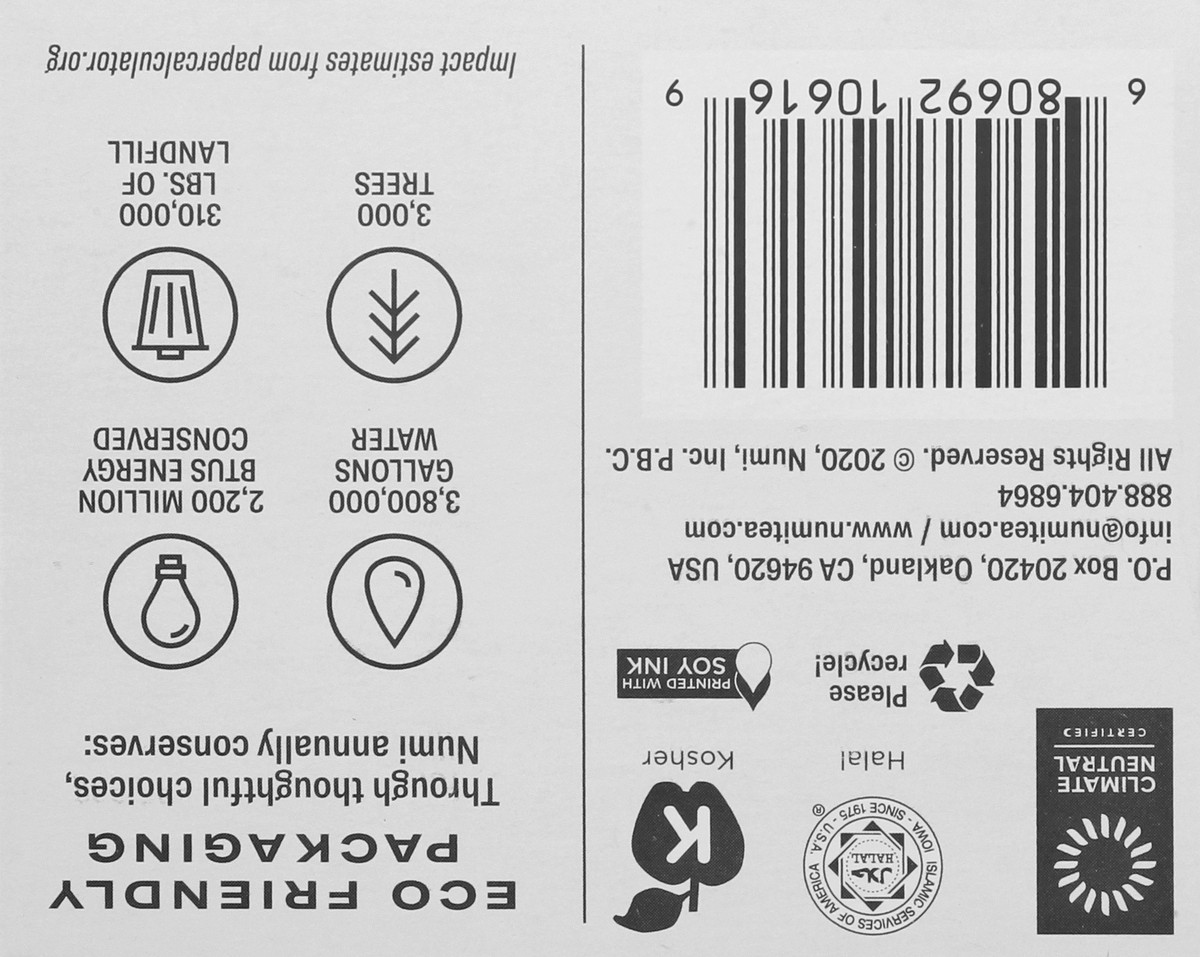 CLIMATE
NEUTRAL
CERTIFIED
ISLAMIC SERVICES OF AMERICA
حلال
HALAL
IOWA - SINCE 1975 - U.S.A.
®
Halal
K
Kosher
Please
recycle!
PRINTED WITH
SOY INK
P.O. Box 20420, Oakland, CA 94620, USA
info@numitea.com / www.numitea.com
888.404.6864
All Rights Reserved. © 2020, Numi, Inc. P.B.C.
6 80692 10616 9
ECO FRIENDLY
PACKAGING
Through thoughtful choices,
Numi annually conserves:
3,800,000
GALLONS
WATER
2,200 MILLION
BTUS ENERGY
CONSERVED
3,000
TREES
310,000
LBS. OF
LANDFILL
Impact estimates from papercalculator.org